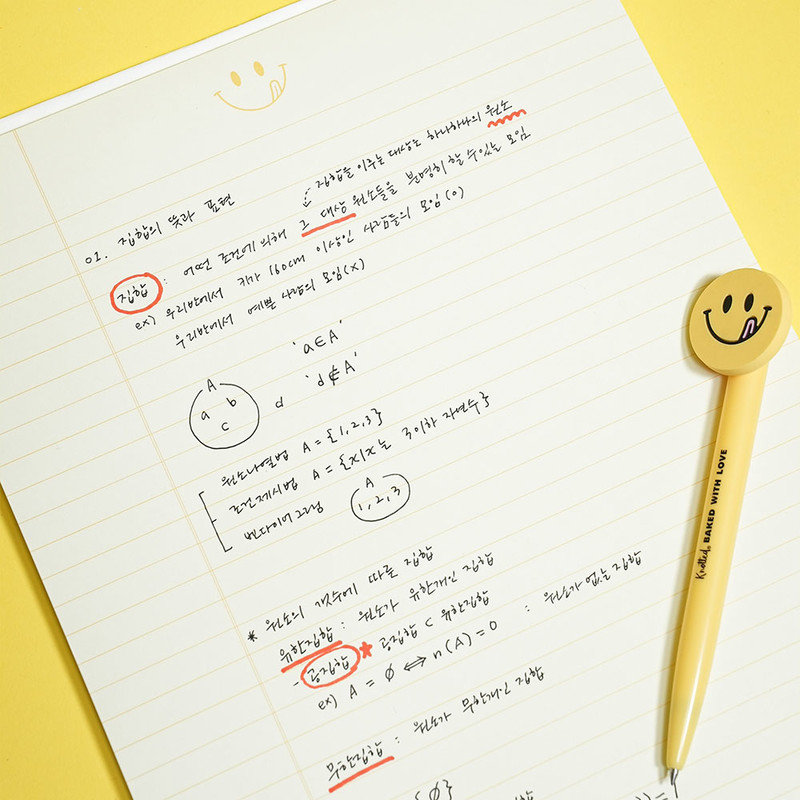 집합을 이루는 대상은 하나하나의 원소
01. 집합의 뜻과 표현
집합 : 어떤 조건에 의해 그 대상 원소들을 분명히 할 수 있는 모임
ex) 우리반에서 키가 160cm 이상인 사람들의 모임(o)
우리반에서 예쁜 사람의 모임(x)
'a∈A'
A
a b
c
d
'd∉A'
원소나열법 A = {1,2,3}
조건제시법 A = {x|x는 3이하 자연수}
벤다이어그램
A
1,2,3
* 원소의 갯수에 따른 집합
유한집합 : 원소가 유한개인 집합
- 공집합 * 공집합 ⊂ 유한집합 : 원소가 없는 집합
ex) A = ∅ ⇔ n(A) = 0
무한집합 : 원소가 무한개인 집합
{∅}
Knotted® BAKED WITH LOVE